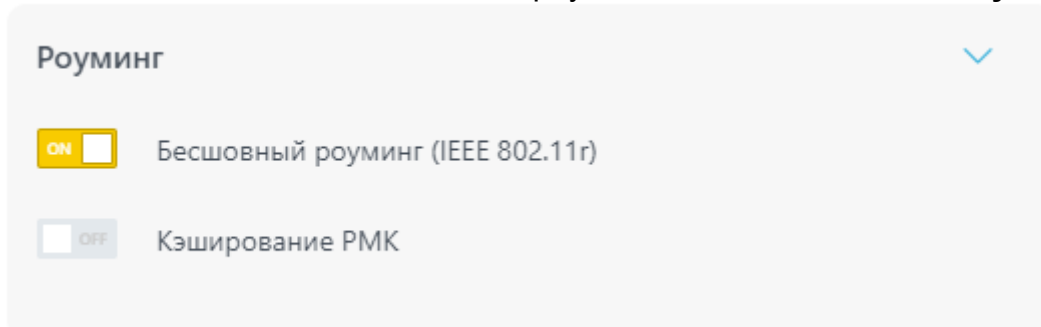 Роуминг
ON Бесшовный роуминг (IEEE 802.11r)
OFF Кэширование PMK